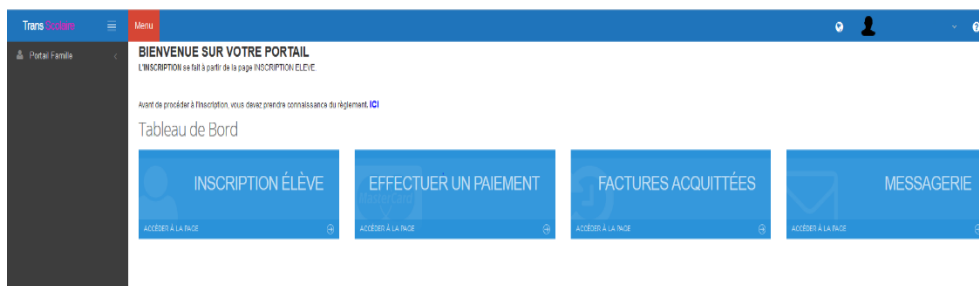 Trans Scolaire
Menu
Portail Famille
BIENVENUE SUR VOTRE PORTAIL
L'INSCRIPTION se fait à partir de la page INSCRIPTION ELEVE.
Avant de procéder à l'inscription, vous devez prendre connaissance du règlement. ICI
Tableau de Bord
INSCRIPTION ÉLÈVE
ACCÉDER À LA PAGE
EFFECTUER UN PAIEMENT
ACCÉDER À LA PAGE
FACTURES ACQUITTÉES
ACCÉDER À LA PAGE
MESSAGERIE
ACCÉDER À LA PAGE